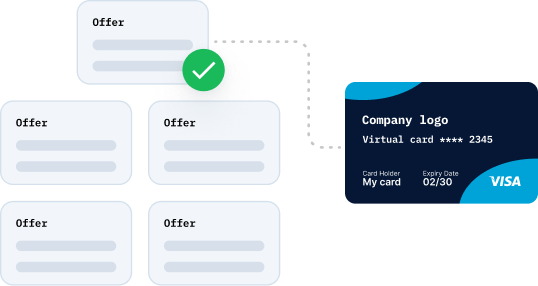 Offer
Offer
Offer
Offer
Offer
Company logo
Virtual card **** 2345
Card Holder
My card
Expiry Date
02/30
VISA